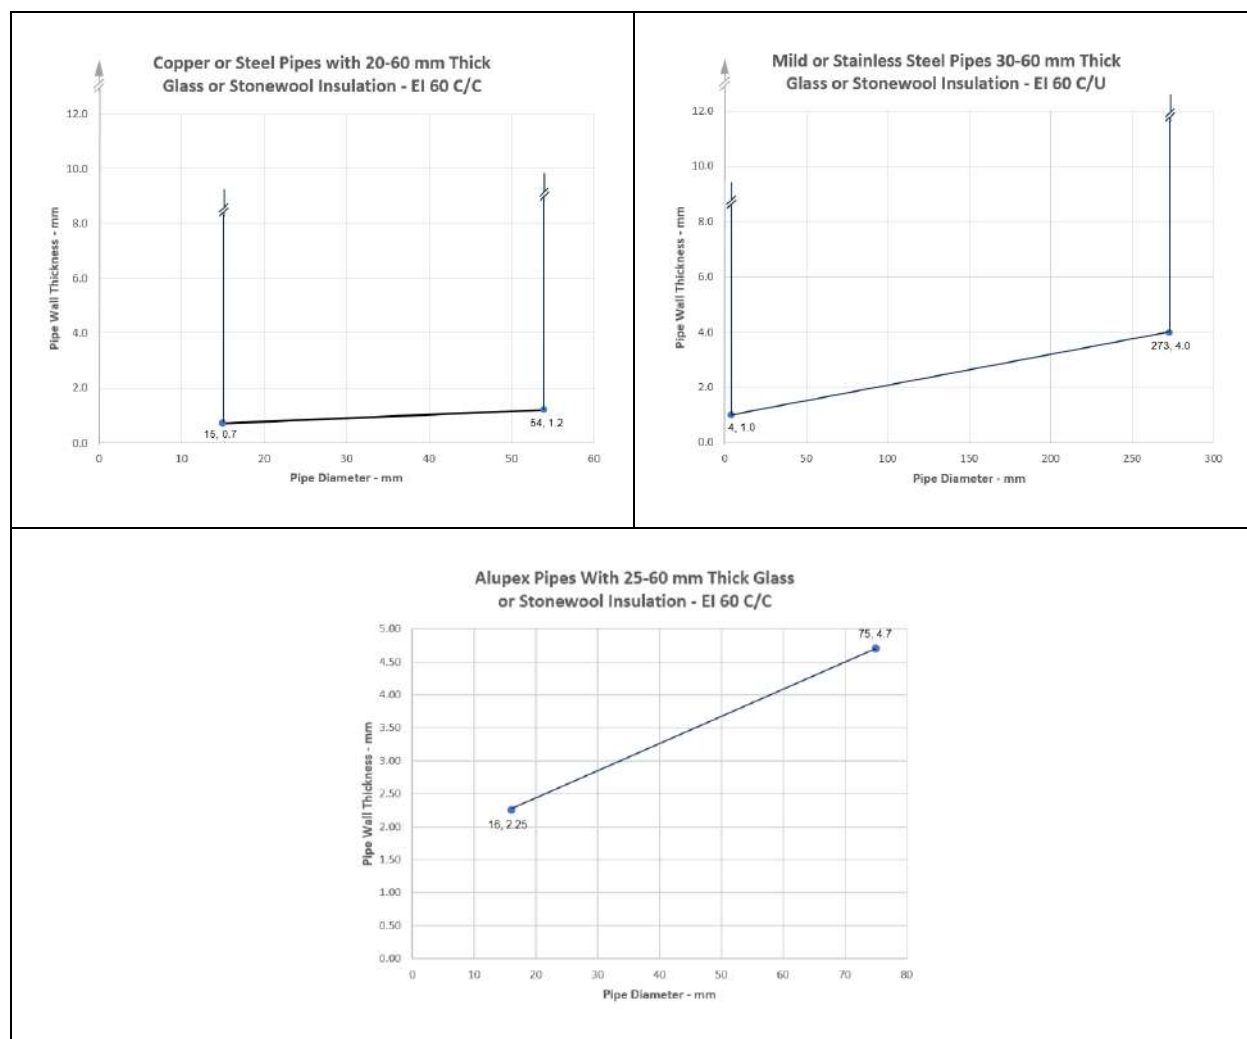 Copper or Steel Pipes with 20-60 mm Thick
Glass or Stonewool Insulation - EI 60 C/C
12.0
10.0
8.0
6.0
4.0
2.0
0.0
Pipe Wall Thickness - mm
15, 0.7
54, 1.2
0 10 20 30 40 50 60
Pipe Diameter - mm
Mild or Stainless Steel Pipes 30-60 mm Thick
Glass or Stonewool Insulation - EI 60 C/U
12.0
10.0
8.0
6.0
4.0
2.0
0.0
Pipe Wall Thickness - mm
273, 4.0
4, 1.0
0 50 100 150 200 250 300
Pipe Diameter - mm
Alupex Pipes With 25-60 mm Thick Glass
or Stonewool Insulation - EI 60 C/C
5.00
4.50
4.00
3.50
3.00
2.50
2.00
1.50
1.00
0.50
0.00
Pipe Wall Thickness - mm
75, 4.7
16, 2.25
0 10 20 30 40 50 60 70 80
Pipe Diameter - mm